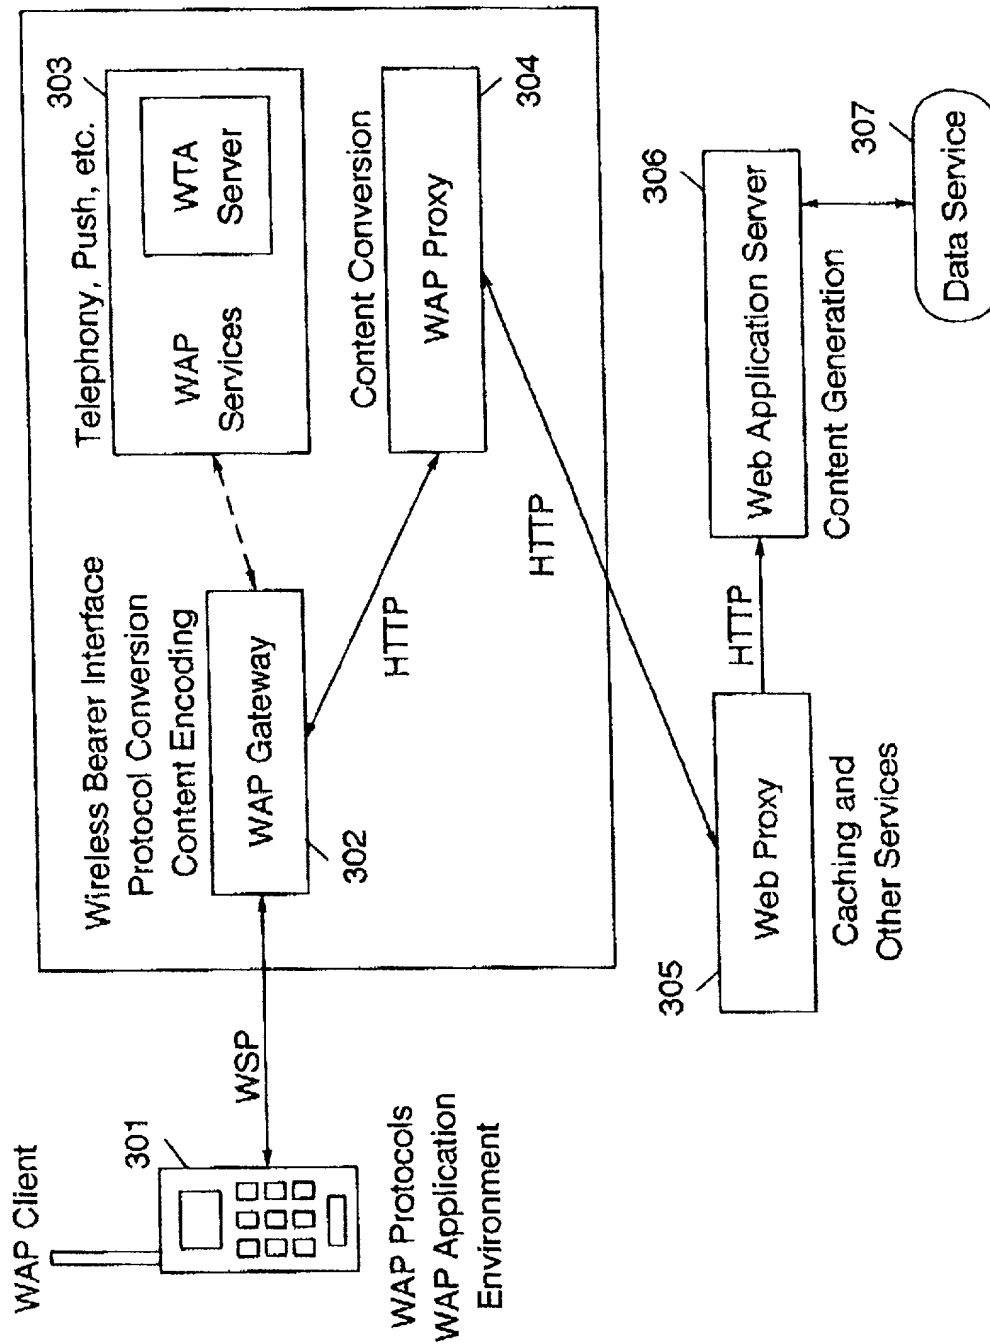 WAP Client
301
WAP Protocols
WAP Application
Environment
WSP
Wireless Bearer Interface
Protocol Conversion
Content Encoding
WAP Gateway
302
Telephony, Push, etc.
303
WAP
Services
WTA
Server
HTTP
Content Conversion
WAP Proxy
304
HTTP
305
Web Proxy
Caching and
Other Services
HTTP
306
Web Application Server
Content Generation
307
Data Service